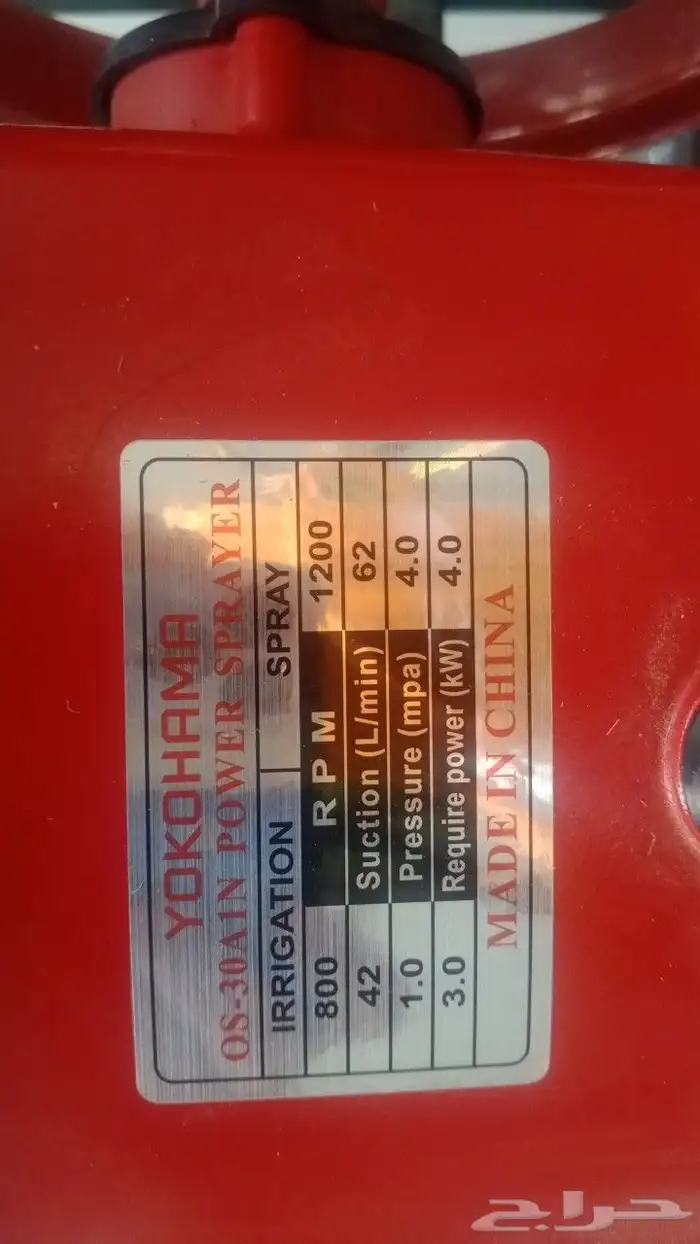 YOKOHAMA
OS-30A1N POWER SPRAYER
IRRIGATION SPRAY
800 RPM 1200
42 Suction (L/min) 62
1.0 Pressure (mpa) 4.0
3.0 Require power (kW) 4.0
MADE IN CHINA
حراج